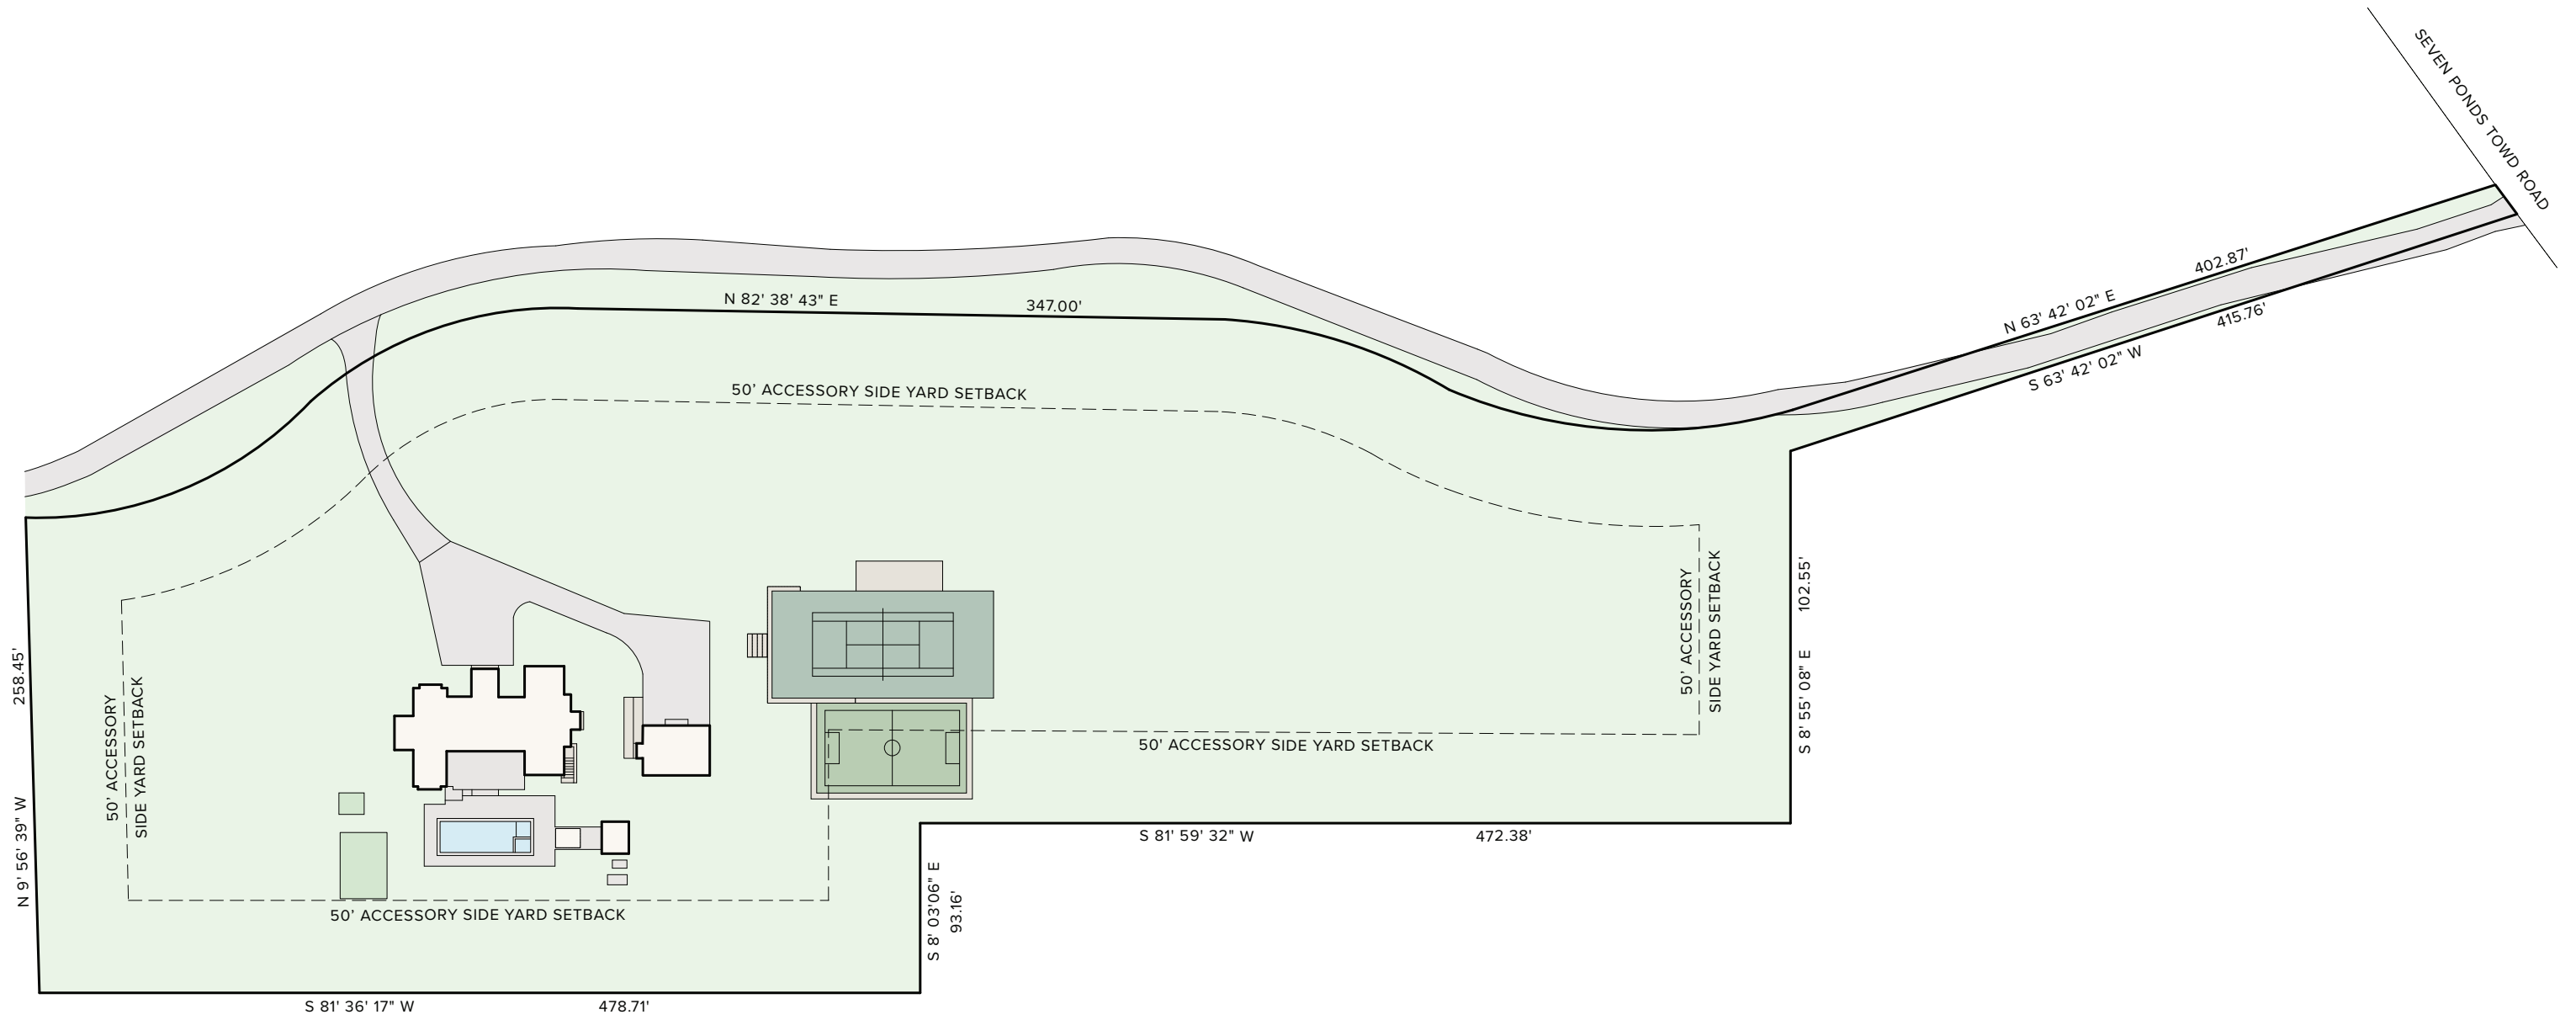 SEVEN PONDS TOWD ROAD
402.87'
N 63' 42' 02" E
415.76'
S 63' 42' 02" W
N 82' 38' 43" E
347.00'
50' ACCESSORY SIDE YARD SETBACK
50' ACCESSORY
SIDE YARD SETBACK
102.55'
S 8' 55' 08" E
258.45'
N 9' 56' 39" W
50' ACCESSORY
SIDE YARD SETBACK
50' ACCESSORY SIDE YARD SETBACK
S 81' 59' 32" W
472.38'
S 8' 03'06" E
93.16'
50' ACCESSORY SIDE YARD SETBACK
S 81' 36' 17" W
478.71'